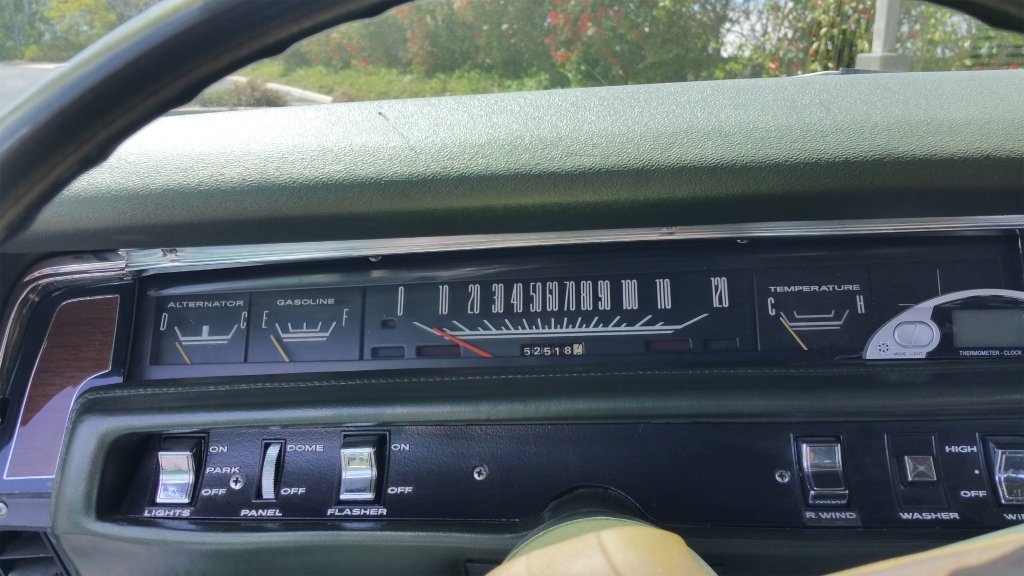 ALTERNATOR
D C
GASOLINE
E F
0 10 20 30 40 50 60 70 80 90 100 110 120
52518
TEMPERATURE
C H
MODE LIGHT
THERMOMETER - CLOCK
ON
PARK
OFF
LIGHTS
DOME
OFF
PANEL
ON
OFF
FLASHER
R.WIND
WASHER
HIGH
OFF